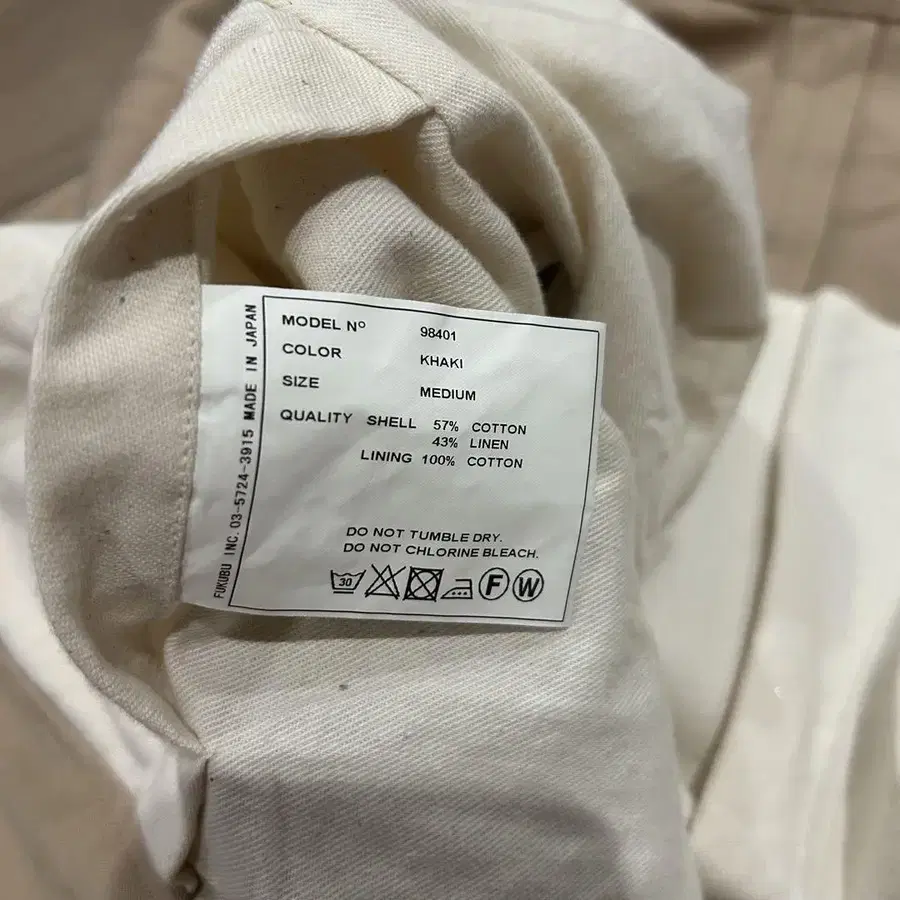 MODEL Nº 98401
COLOR KHAKI
SIZE MEDIUM
QUALITY SHELL 57% COTTON
43% LINEN
LINING 100% COTTON
DO NOT TUMBLE DRY.
DO NOT CHLORINE BLEACH.
30 F W
FUKUBU INC. 03-5724-3915 MADE IN JAPAN